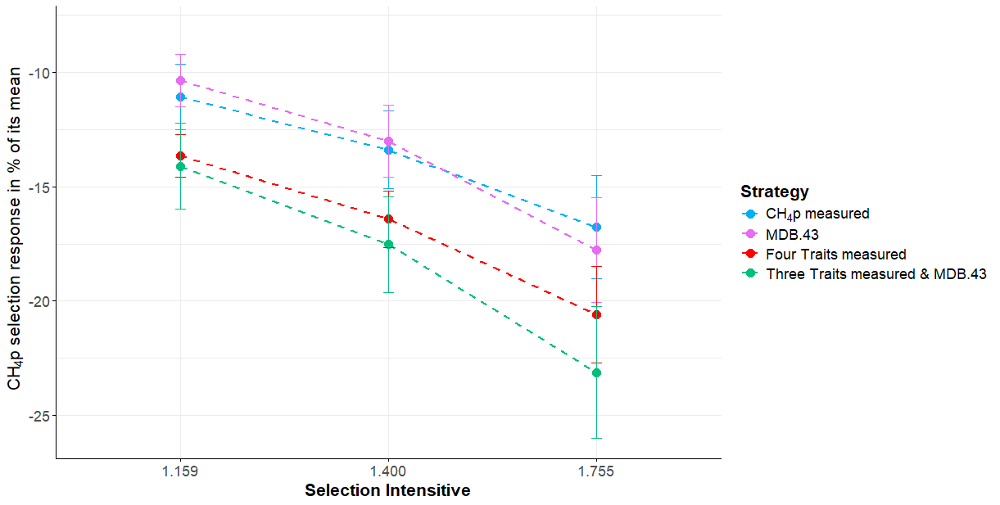 CH₄p selection response in % of its mean
-10
-15
-20
-25
1.159
1.400
1.755
Selection Intensitive
Strategy
CH₄p measured
MDB.43
Four Traits measured
Three Traits measured & MDB.43